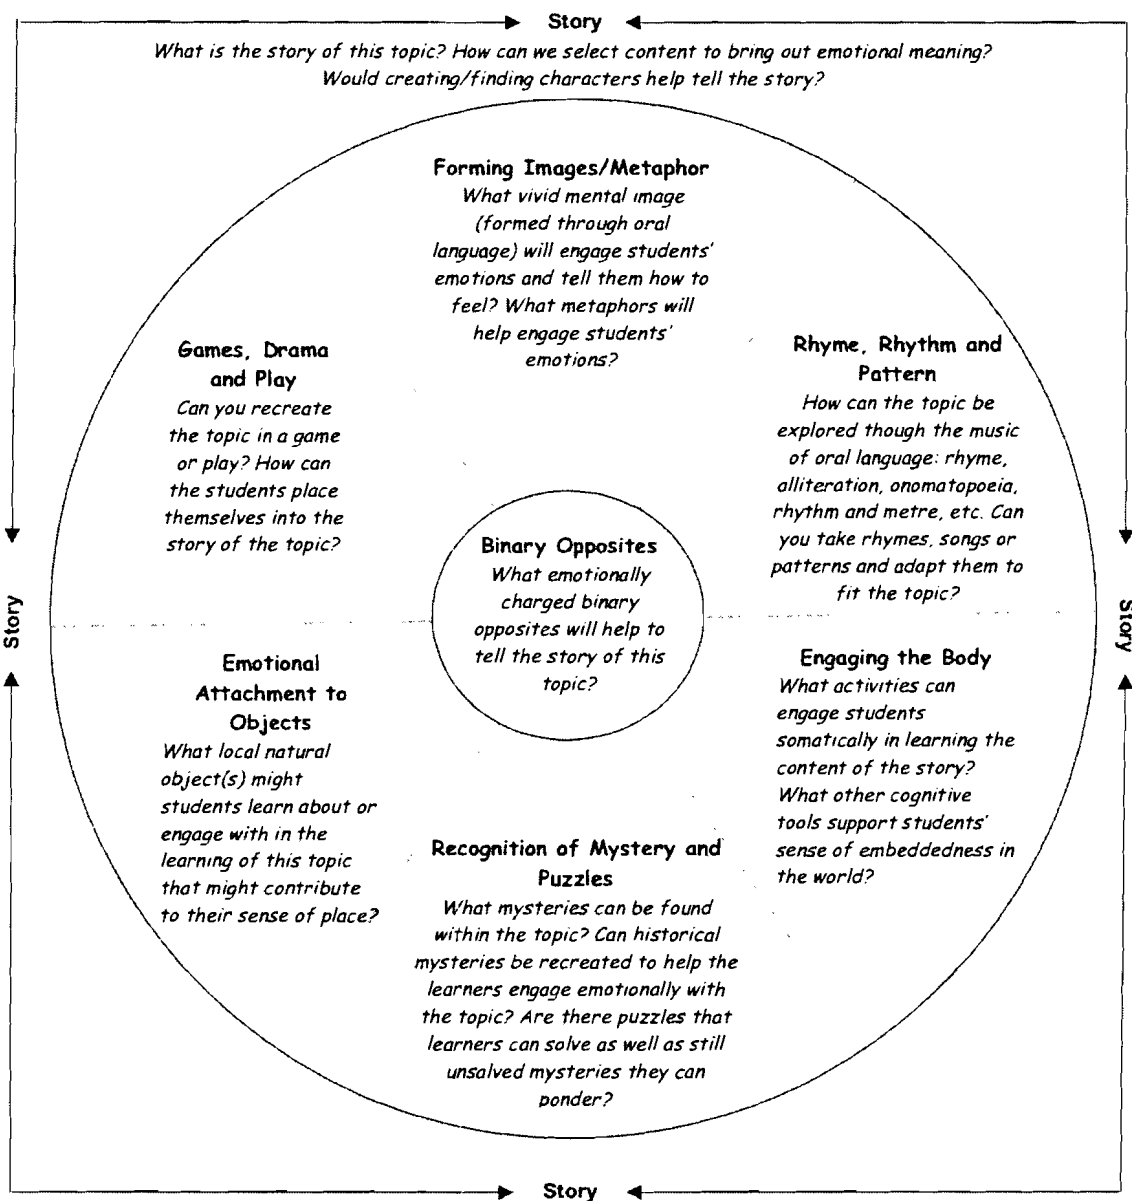 Story
What is the story of this topic? How can we select content to bring out emotional meaning?
Would creating/finding characters help tell the story?
Forming Images/Metaphor
What vivid mental image
(formed through oral
language) will engage students'
emotions and tell them how to
feel? What metaphors will
help engage students'
emotions?
Games, Drama
and Play
Can you recreate
the topic in a game
or play? How can
the students place
themselves into the
story of the topic?
Rhyme, Rhythm and
Pattern
How can the topic be
explored though the music
of oral language: rhyme,
alliteration, onomatopoeia,
rhythm and metre, etc. Can
you take rhymes, songs or
patterns and adapt them to
fit the topic?
Binary Opposites
What emotionally
charged binary
opposites will help to
tell the story of this
topic?
Story
Story
Emotional
Attachment to
Objects
What local natural
object(s) might
students learn about or
engage with in the
learning of this topic
that might contribute
to their sense of place?
Engaging the Body
What activities can
engage students
somatically in learning the
content of the story?
What other cognitive
tools support students'
sense of embeddedness in
the world?
Recognition of Mystery and
Puzzles
What mysteries can be found
within the topic? Can historical
mysteries be recreated to help the
learners engage emotionally with
the topic? Are there puzzles that
learners can solve as well as still
unsalved mysteries they can
ponder?
Story